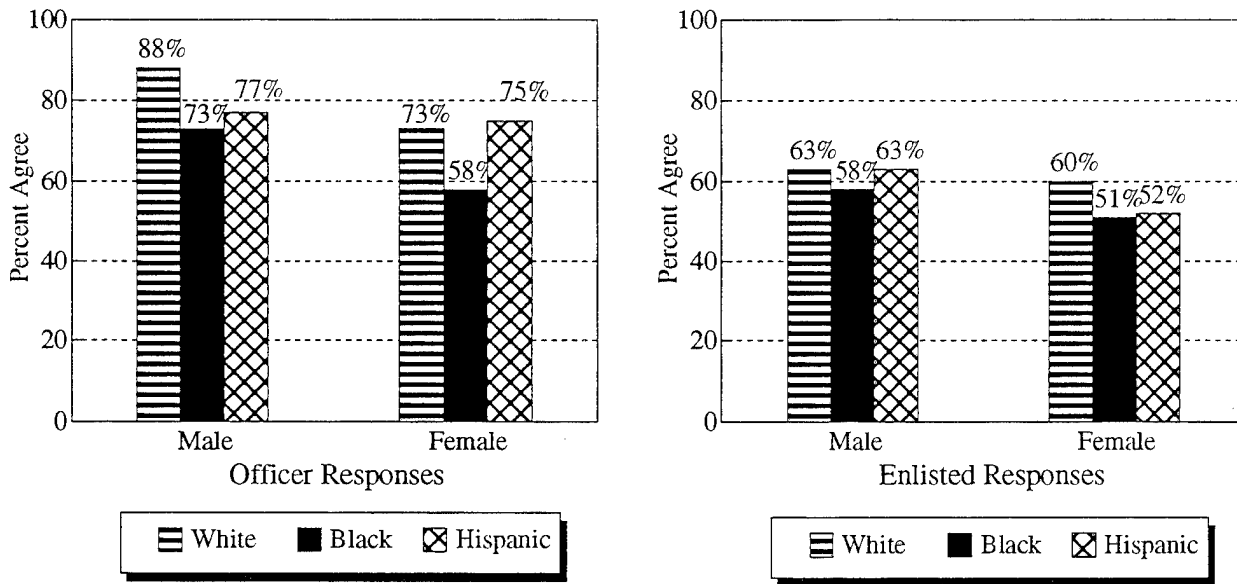 100
80
60
40
20
0
Percent Agree
88%
73%
77%
73%
58%
75%
Male
Female
Officer Responses
White Black Hispanic
100
80
60
40
20
0
Percent Agree
63%
58%
63%
60%
51%
52%
Male
Female
Enlisted Responses
White Black Hispanic